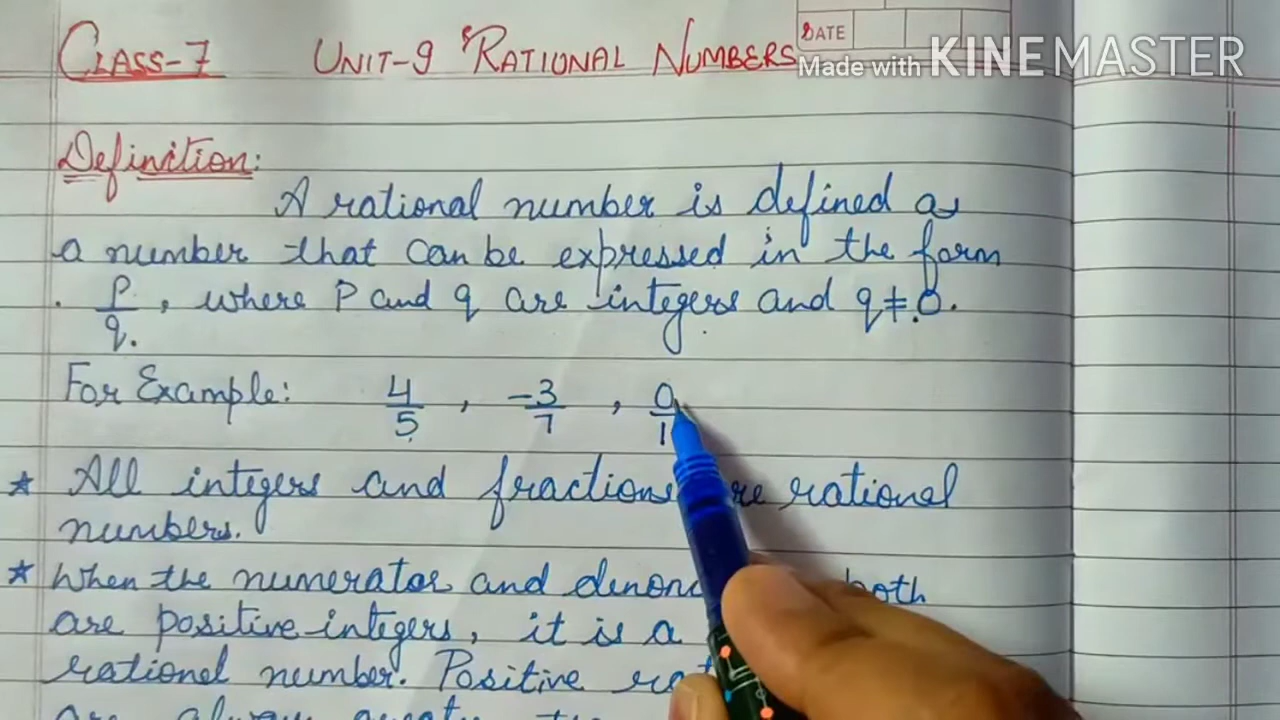 CLASS-7 UNIT-9 RATIONAL NUMBERS
DATE
Made with KINEMASTER
Definition:
A rational number is defined as
a number that can be expressed in the form
P/q, where P and q are integers and q≠0.
For Example: 4/5, -3/7, 0/1
★ All integers and fractions are rational
numbers.
★ When the numerator and both
are positive integers, it is a
rational number. Positive
are always